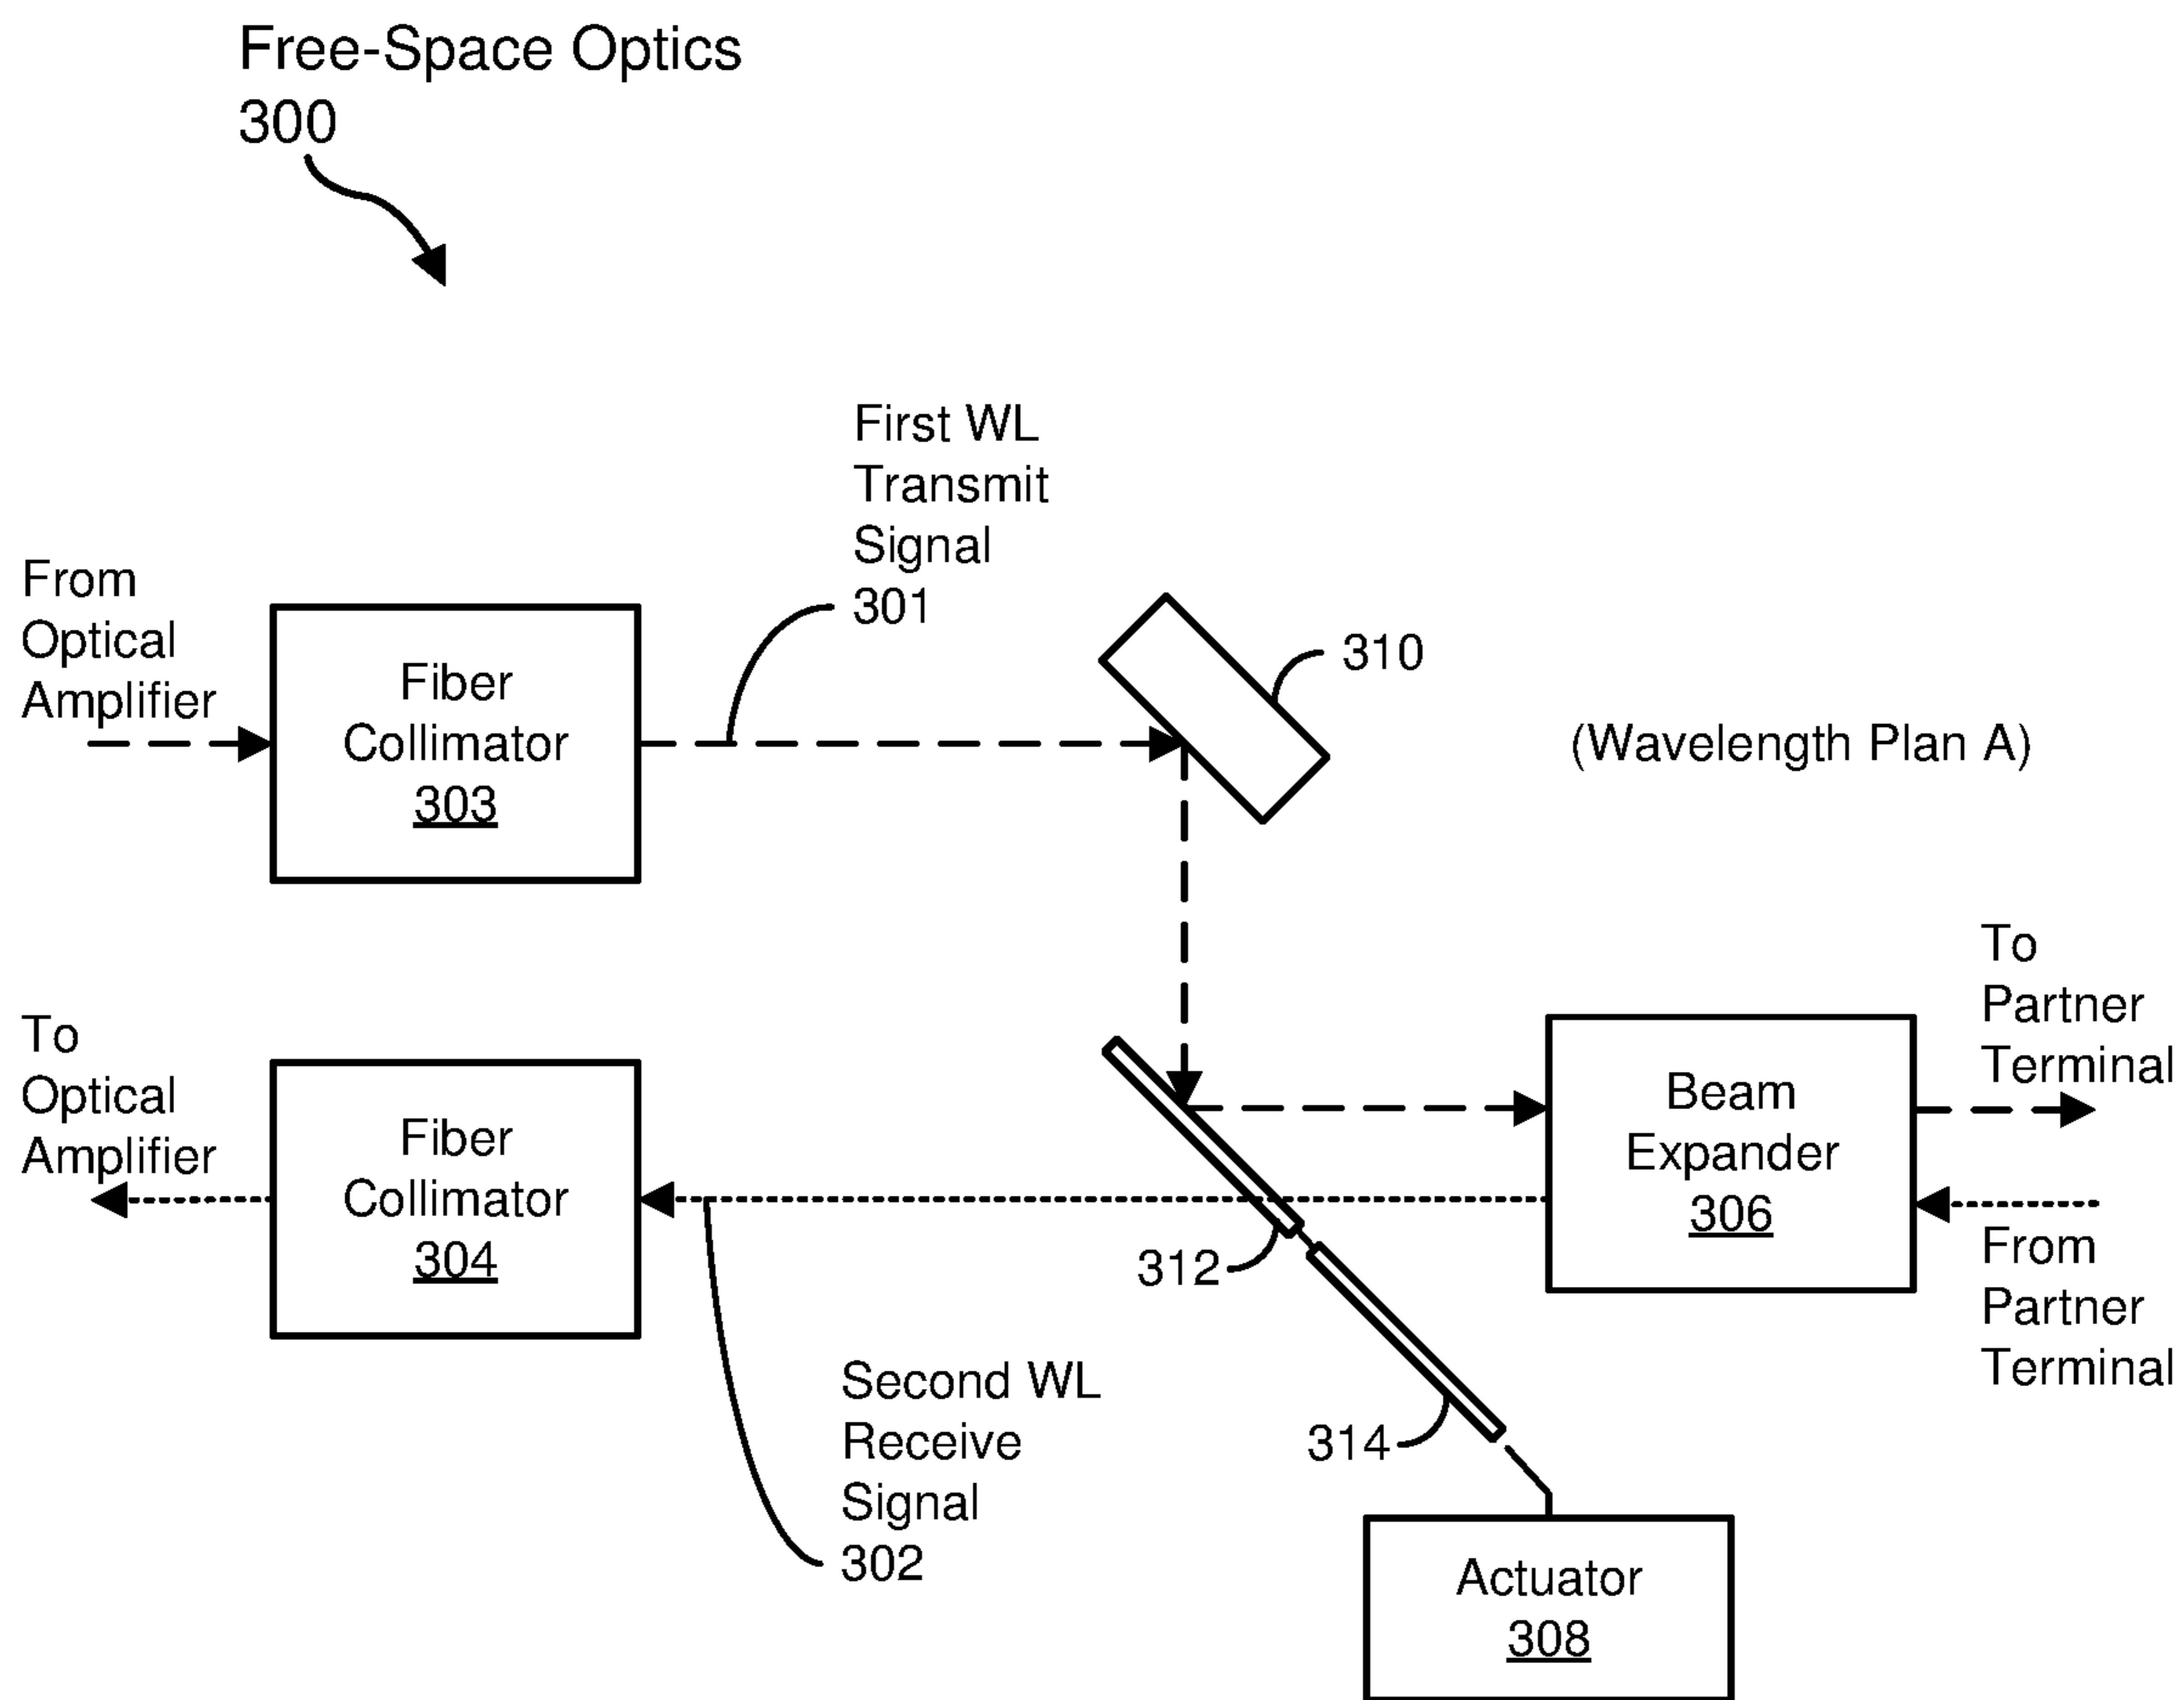 Free-Space Optics
300
First WL
Transmit
Signal
301
From
Optical
Amplifier
Fiber
Collimator
303
310
(Wavelength Plan A)
To
Partner
Terminal
To
Optical
Amplifier
Fiber
Collimator
304
Beam
Expander
306
312
From
Partner
Terminal
Second WL
Receive
Signal
302
314
Actuator
308